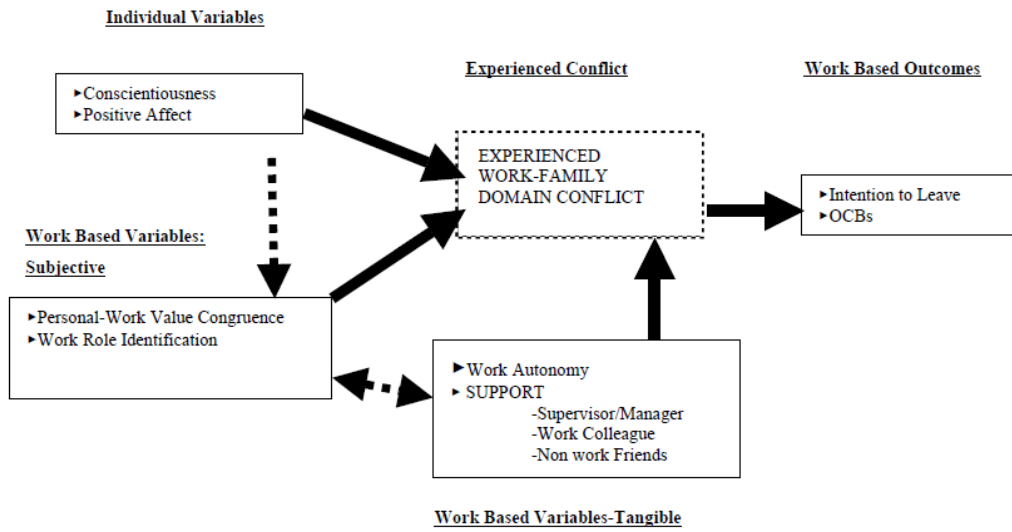 Individual Variables
▸Conscientiousness
▸Positive Affect
Experienced Conflict
EXPERIENCED
WORK-FAMILY
DOMAIN CONFLICT
Work Based Outcomes
▸Intention to Leave
▸OCBs
Work Based Variables:
Subjective
▸Personal-Work Value Congruence
▸Work Role Identification
▸Work Autonomy
▸ SUPPORT
-Supervisor/Manager
-Work Colleague
-Non work Friends
Work Based Variables-Tangible